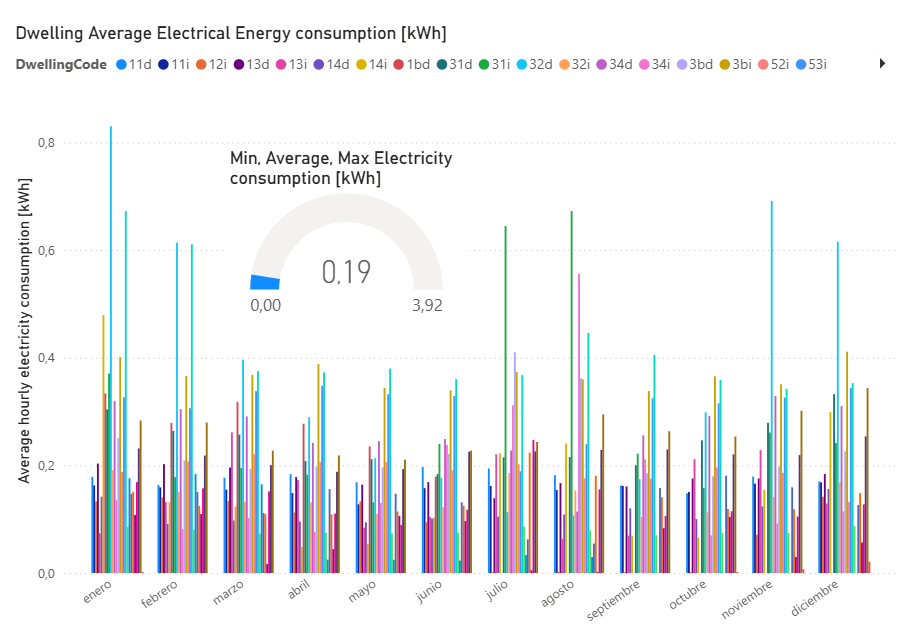 Dwelling Average Electrical Energy consumption [kWh]
DwellingCode 11d 11i 12i 13d 13i 14d 14i 1bd 31d 31i 32d 32i 34d 34i 3bd 3bi 52i 53i
Average hourly electricity consumption [kWh]
0,8
0,6
0,4
0,2
0,0
Min, Average, Max Electricity
consumption [kWh]
0,19
0,00 3,92
enero febrero marzo abril mayo junio julio agosto septiembre octubre noviembre diciembre